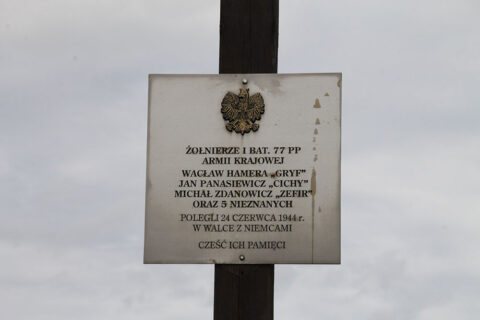 ŻOŁNIERZE I BAT. 77 PP
ARMII KRAJOWEJ
WACŁAW HAMERA „GRYF”
JAN PANASIEWICZ „CICHY”
MICHAŁ ZDANOWICZ „ZEFIR”
ORAZ 5 NIEZNANYCH
POLEGLI 24 CZERWCA 1944 r.
W WALCE Z NIEMCAMI
CZEŚĆ ICH PAMIĘCI